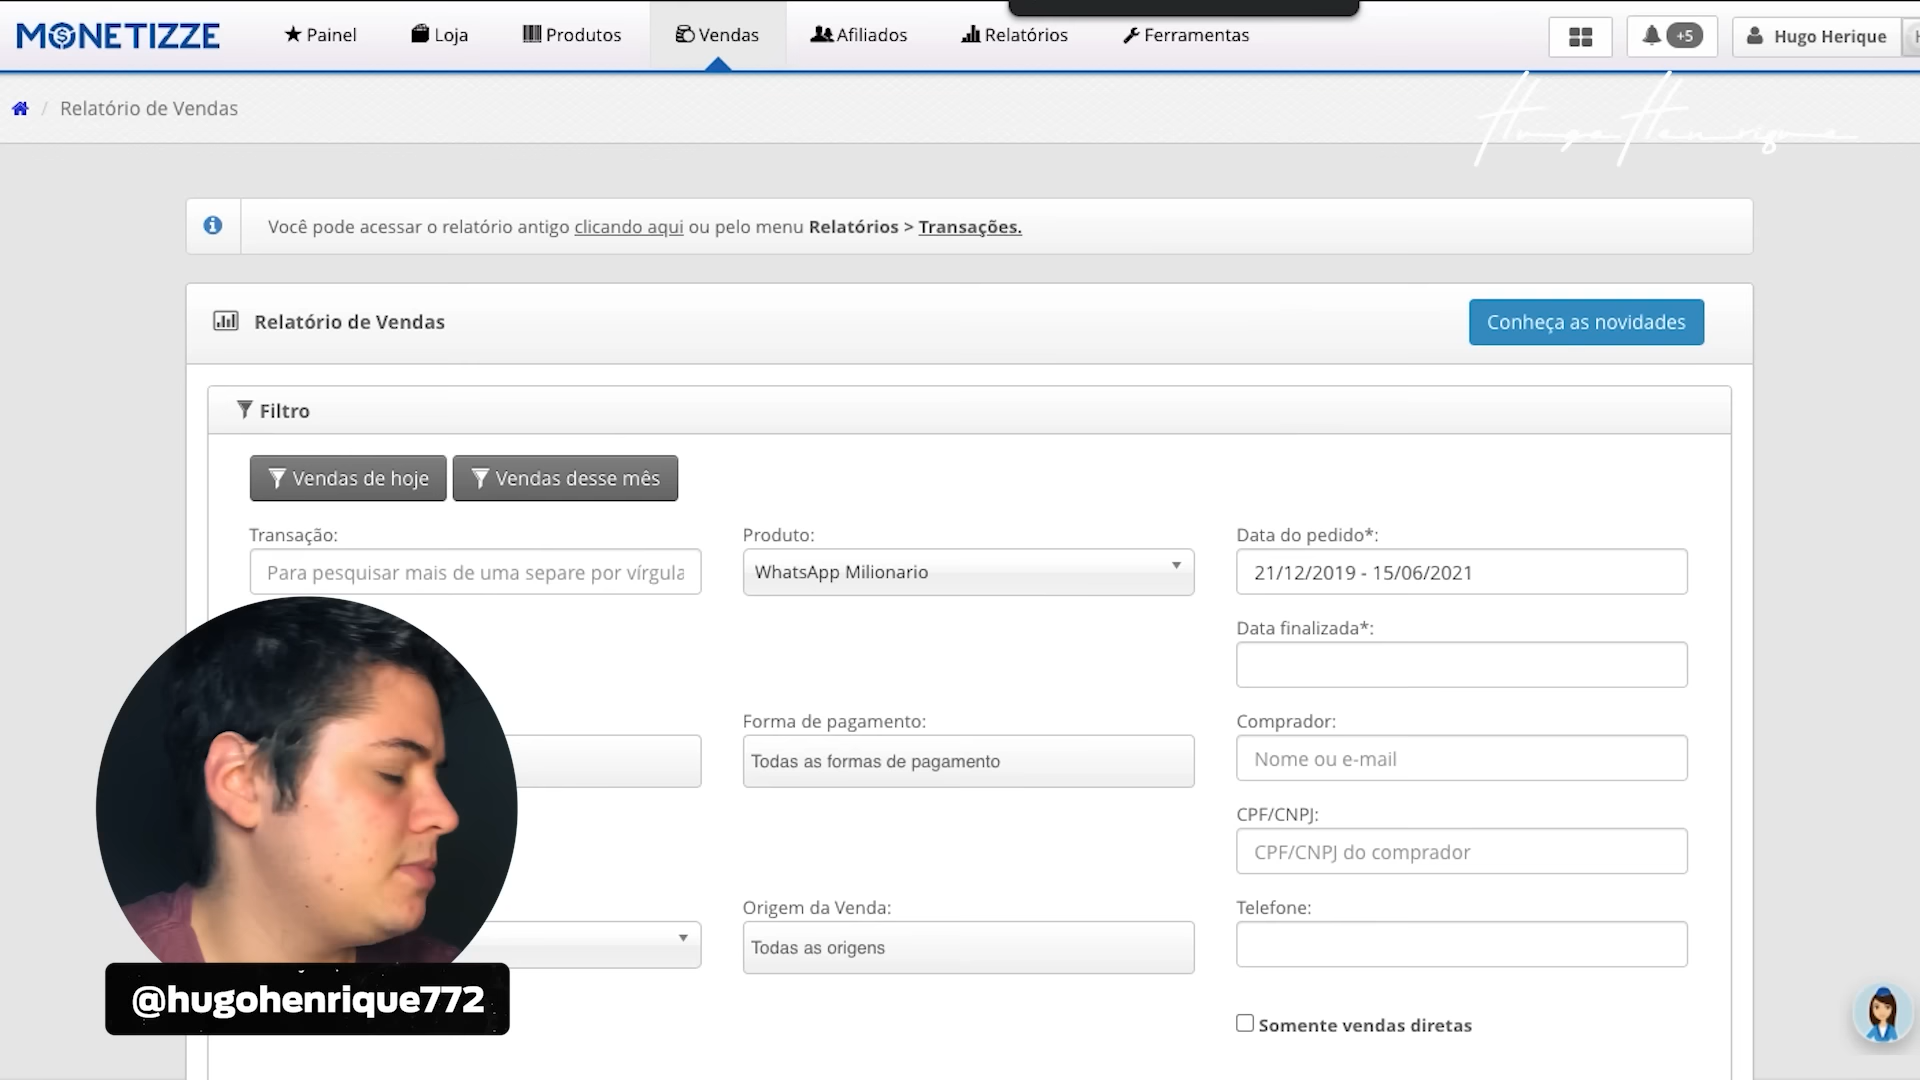 MONETIZZE
Painel
Loja
Produtos
Vendas
Afiliados
Relatórios
Ferramentas
+5
Hugo Herique
/ Relatório de Vendas
Hugo Henrique
Você pode acessar o relatório antigo clicando aqui ou pelo menu Relatórios > Transações.
Relatório de Vendas
Conheça as novidades
Filtro
Vendas de hoje
Vendas desse mês
Transação:
Produto:
Data do pedido*:
Para pesquisar mais de uma separe por vírgula
WhatsApp Milionario
21/12/2019 - 15/06/2021
Data finalizada*:
Forma de pagamento:
Comprador:
Todas as formas de pagamento
Nome ou e-mail
CPF/CNPJ:
CPF/CNPJ do comprador
Origem da Venda:
Telefone:
Todas as origens
@hugohenrique772
Somente vendas diretas